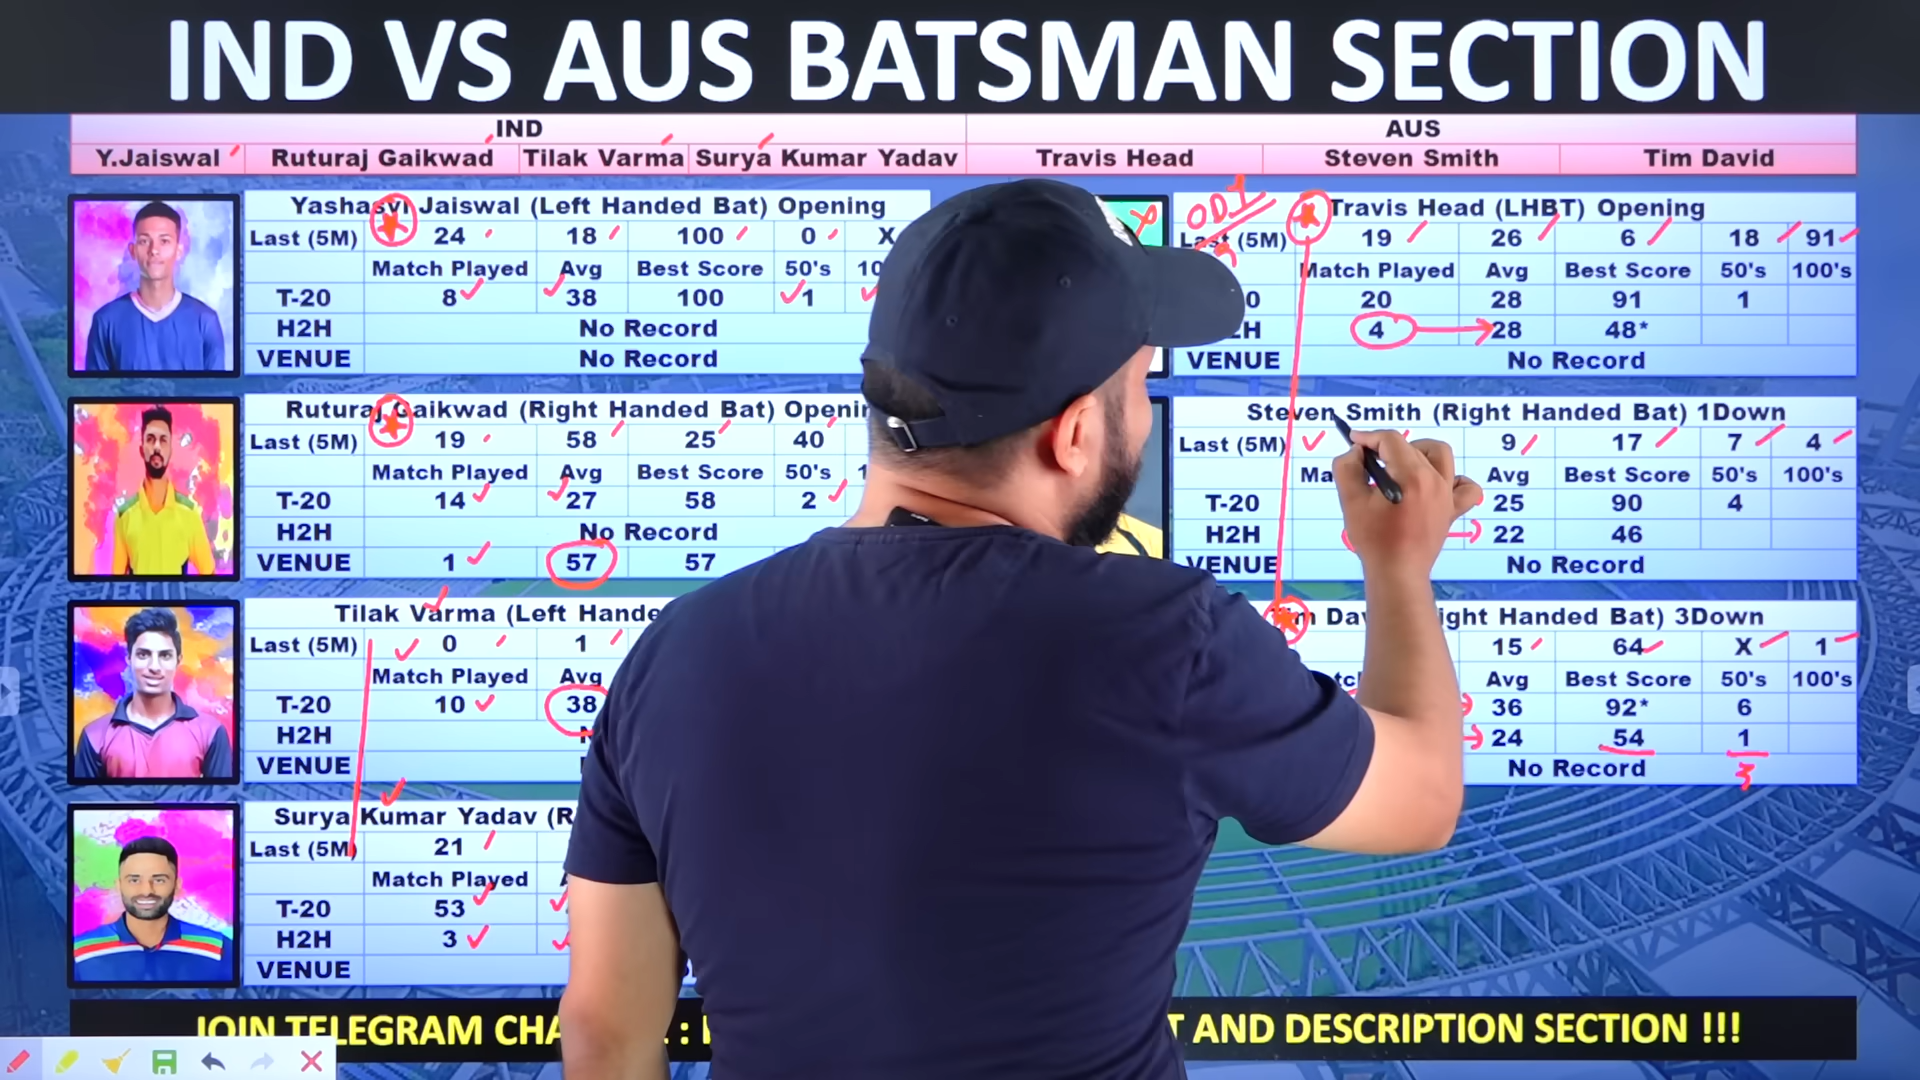 IND VS AUS BATSMAN SECTION
IND
AUS
Y.Jaiswal
Ruturaj Gaikwad
Tilak Varma
Surya Kumar Yadav
Travis Head
Steven Smith
Tim David
Yashasvi Jaiswal (Left Handed Bat) Opening
Last (5M) 24 18 100 0 X
Match Played Avg Best Score 50's 10
T-20 8 38 100 1
H2H No Record
VENUE No Record
Ruturaj Gaikwad (Right Handed Bat)
Last (5M) 19 58 25 40
Match Played Avg Best Score 50's
T-20 14 27 58 2
H2H No Record
VENUE 1 57 57
Tilak Varma (Left
Last (5M) 0 1
Match Played Avg
T-20 10 38
H2H
VENUE
Surya Kumar Yadav
Last (5M) 21
Match Played
T-20 53
H2H 3
VENUE
ODI
Travis Head (LHBT) Opening
Last (5M) 19 26 6 18 91
Match Played Avg Best Score 50's 100's
20 28 91 1
4 28 48*
VENUE No Record
Steven Smith (Right Handed Bat) 1Down
Last (5M) 9 17 7 4
Avg Best Score 50's 100's
T-20 25 90 4
H2H 22 46
VENUE No Record
Handed Bat) 3Down
15 64 X 1
Avg Best Score 50's 100's
36 92* 6
24 54 1
No Record
3
JOIN TELEGRAM
AND DESCRIPTION SECTION !!!